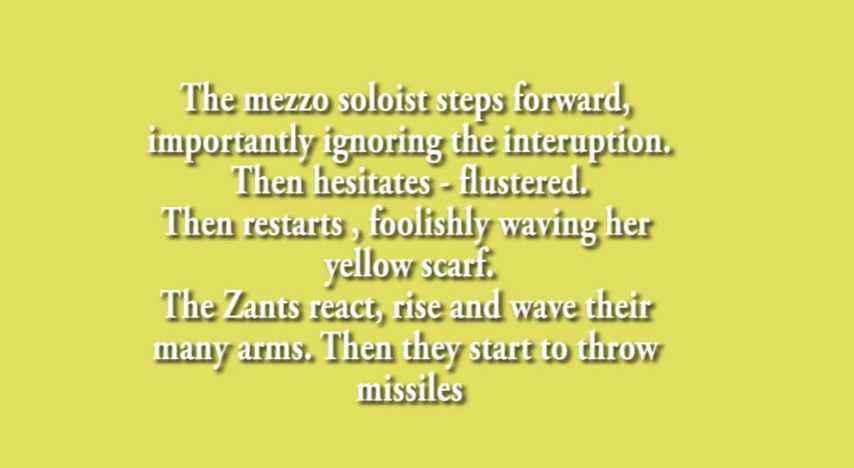 The mezzo soloist steps forward,
importantly ignoring the interuption.
Then hesitates - flustered.
Then restarts , foolishly waving her
yellow scarf.
The Zants react, rise and wave their
many arms. Then they start to throw
missiles